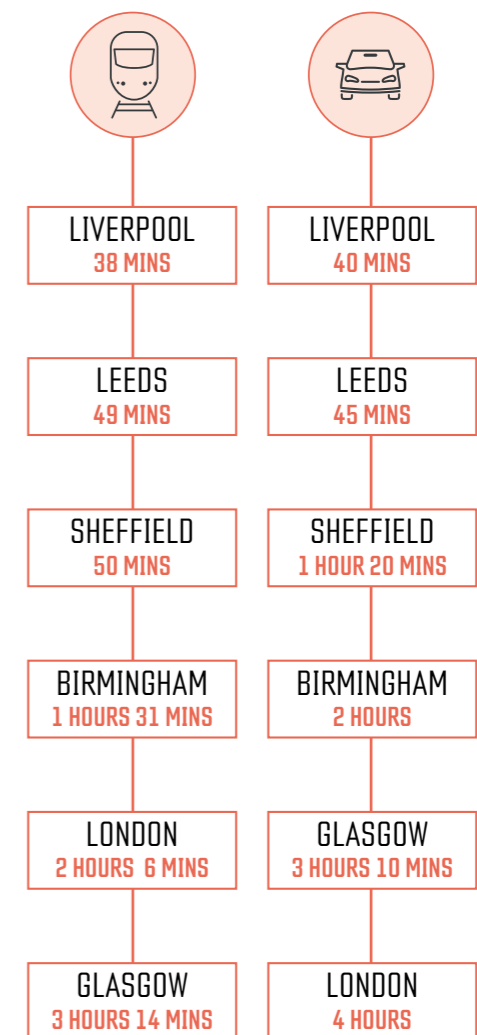 LIVERPOOL
38 MINS
LEEDS
49 MINS
SHEFFIELD
50 MINS
BIRMINGHAM
1 HOURS 31 MINS
LONDON
2 HOURS 6 MINS
GLASGOW
3 HOURS 14 MINS
LIVERPOOL
40 MINS
LEEDS
45 MINS
SHEFFIELD
1 HOUR 20 MINS
BIRMINGHAM
2 HOURS
GLASGOW
3 HOURS 10 MINS
LONDON
4 HOURS